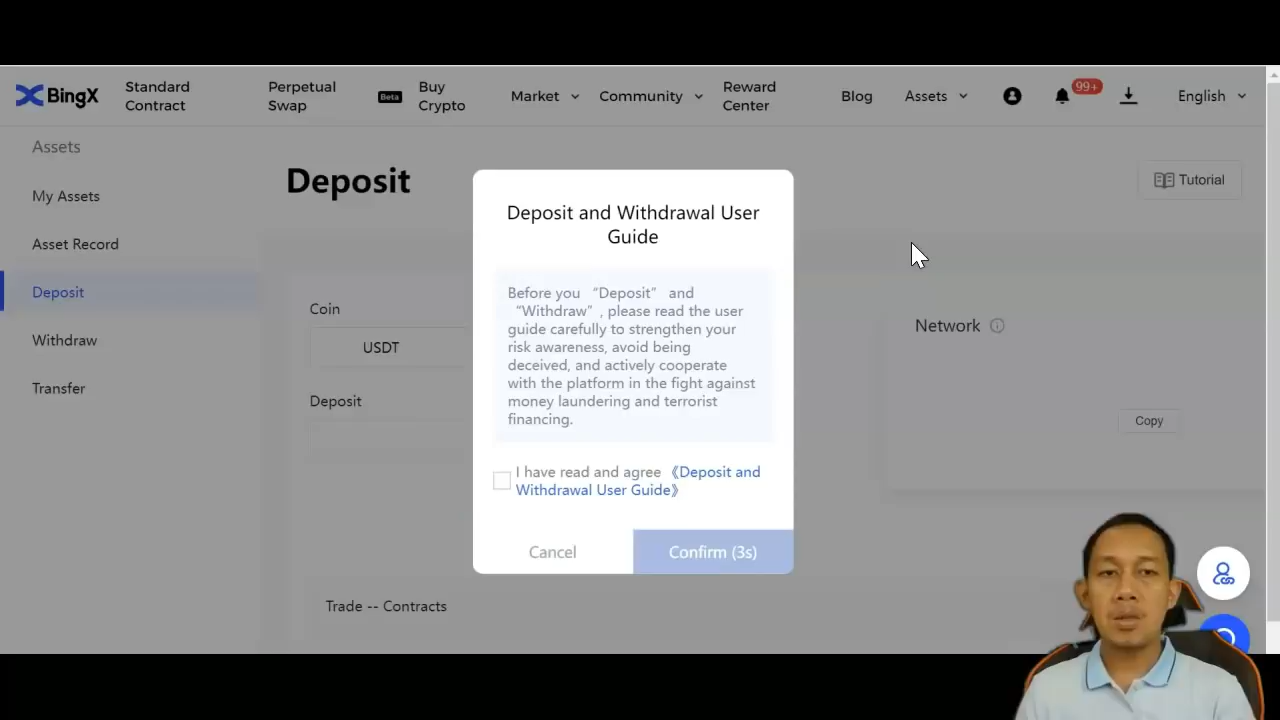 BingX
Standard Contract
Perpetual Swap
Beta
Buy Crypto
Market
Community
Reward Center
Blog
Assets
99+
English
Assets
My Assets
Asset Record
Deposit
Withdraw
Transfer
Deposit
Tutorial
Coin
USDT
Deposit
Network
Copy
Trade -- Contracts
Deposit and Withdrawal User
Guide
Before you “Deposit” and
“Withdraw”, please read the user
guide carefully to strengthen your
risk awareness, avoid being
deceived, and actively cooperate
with the platform in the fight against
money laundering and terrorist
financing.
I have read and agree 《Deposit and
Withdrawal User Guide》
Cancel
Confirm (3s)